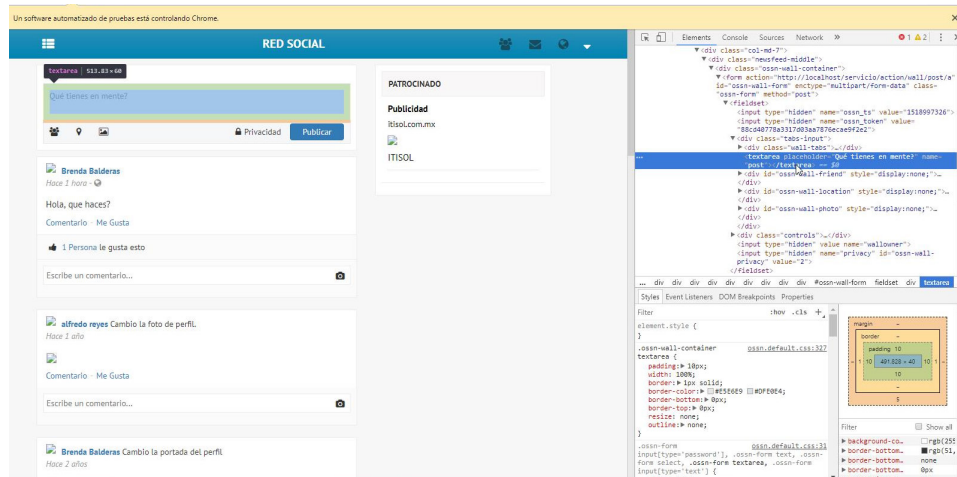 Un software automatizado de pruebas está controlando Chrome.
RED SOCIAL
textarea | 513.83 × 60
Qué tienes en mente?
Privacidad
Publicar
Brenda Balderas
Hace 1 hora -
Hola, que haces?
Comentario · Me Gusta
1 Persona le gusta esto
Escribe un comentario...
alfredo reyes Cambio la foto de perfil.
Hace 1 año
Comentario · Me Gusta
Escribe un comentario...
Brenda Balderas Cambio la portada del perfil
Hace 2 años
PATROCINADO
Publicidad
itisol.com.mx
ITISOL
Elements Console Sources Network » 1 2
<div class="col-md-7">
<div class="newsfeed-middle">
<div class="ossn-wall-container">
<form action="http://localhost/servicio/action/wall/post/a"
id="ossn-wall-form" enctype="multipart/form-data" class=
"ossn-form" method="post">
<fieldset>
<input type="hidden" name="ossn_ts" value="1518997326">
<input type="hidden" name="ossn_token" value=
"88cd40778a3317d03aa7876ecae9f2e2">
<div class="tabs-input">
<div class="wall-tabs">…</div>
<textarea placeholder="Qué tienes en mente?" name=
"post"></textarea> == $0
<div id="ossn-wall-friend" style="display:none;">…
</div>
<div id="ossn-wall-location" style="display:none;">…
</div>
<div id="ossn-wall-photo" style="display:none;">…
</div>
</div>
<div class="controls">…</div>
<input type="hidden" value name="wallowner">
<input type="hidden" name="privacy" id="ossn-wall-
privacy" value="2">
</fieldset>
... div div div div div div div div #ossn-wall-form fieldset div textarea
Styles Event Listeners DOM Breakpoints Properties
Filter :hov .cls +
element.style {
}
.ossn-wall-container ossn.default.css:327
textarea {
padding: 10px;
width: 100%;
border: 1px solid;
border-color: #E5E6E9 #DFE0E4;
border-bottom: 0px;
border-top: 0px;
resize: none;
outline: none;
}
.ossn-form ossn.default.css:31
input[type='password'], .ossn-form text, .ossn-
form select, .ossn-form textarea, .ossn-form
input[type='text'] {
margin -
border -
padding 10
- 1 10 491.828 × 40 10 1 -
10
-
5
Filter Show all
background-co… rgb(255
border-bottom… rgb(51,
border-bottom… none
border-bottom… 0px